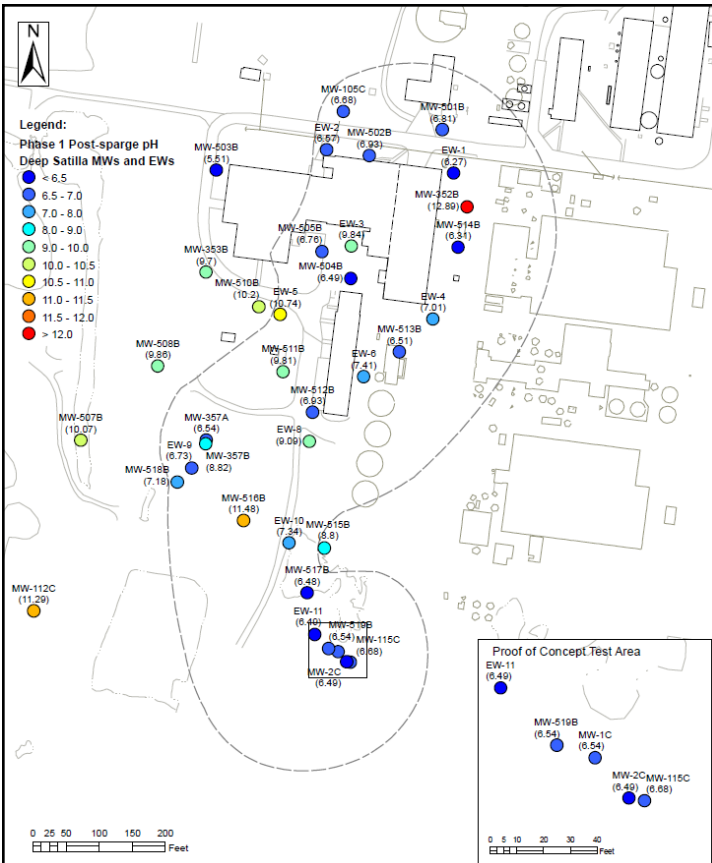 N
Legend:
Phase 1 Post-sparge pH
Deep Satilla MWs and EWs
< 6.5
6.5 - 7.0
7.0 - 8.0
8.0 - 9.0
9.0 - 10.0
10.0 - 10.5
10.5 - 11.0
11.0 - 11.5
11.5 - 12.0
> 12.0
MW-105C
(6.68)
MW-501B
(6.81)
EW-2
(6.57)
MW-502B
(6.93)
MW-503B
(5.51)
EW-1
(6.27)
MW-352B
(12.89)
MW-514B
(6.31)
EW-3
(9.84)
MW-505B
(6.76)
MW-504B
(6.49)
MW-353B
(9.7)
MW-510B
(10.2)
EW-5
(10.74)
EW-4
(7.01)
MW-513B
(6.51)
MW-508B
(9.86)
MW-511B
(9.81)
EW-6
(7.41)
MW-512B
(6.93)
MW-507B
(10.07)
MW-357A
(6.54)
EW-8
(9.09)
EW-9
(6.73)
MW-357B
(8.82)
MW-518B
(7.18)
MW-516B
(11.48)
EW-10
(7.34)
MW-515B
(8.8)
MW-517B
(6.48)
MW-112C
(11.29)
EW-11
(6.40)
MW-519B
(6.54)
MW-115C
(6.68)
MW-2C
(6.49)
Proof of Concept Test Area
EW-11
(6.49)
MW-519B
(6.54)
MW-1C
(6.54)
MW-2C
(6.49)
MW-115C
(6.68)
0 25 50 100 150 200
Feet
0 5 10 20 30 40
Feet